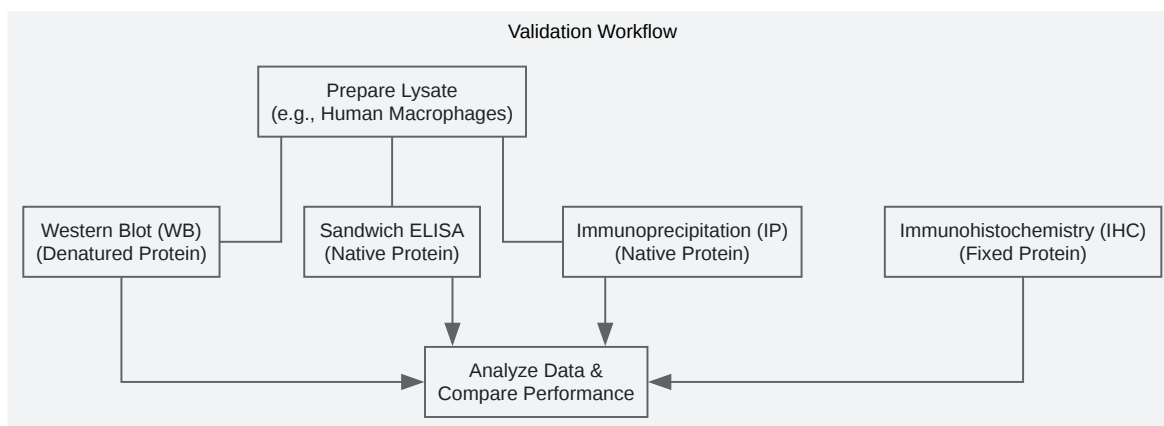 Validation Workflow
Prepare Lysate
(e.g., Human Macrophages)
Western Blot (WB)
(Denatured Protein)
Sandwich ELISA
(Native Protein)
Immunoprecipitation (IP)
(Native Protein)
Immunohistochemistry (IHC)
(Fixed Protein)
Analyze Data &
Compare Performance